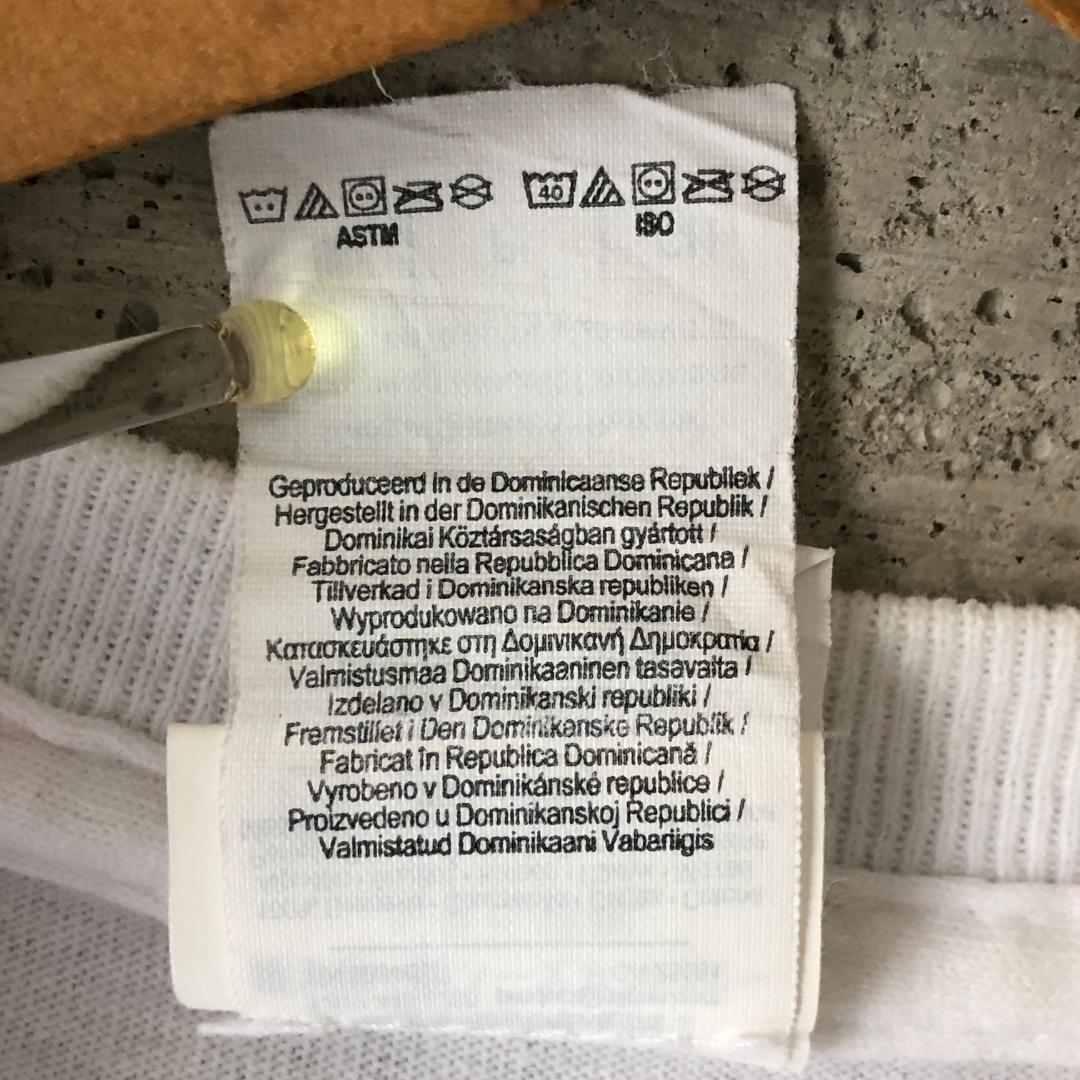 40
ASTM
ISO
Geproduceerd in de Dominicaanse Republiek /
Hergestellt in der Dominikanischen Republik /
Dominikai Köztársaságban gyártott /
Fabbricato nella Repubblica Dominicana /
Tillverkad i Dominikanska republiken /
Wyprodukowano na Dominikanie /
Κατασκευάστηκε στη Δομινικανή Δημοκρατία /
Valmistusmaa Dominikaaninen tasavalta /
Izdelano v Dominikanski republiki /
Fremstillet i Den Dominikanske Republik /
Fabricat în Republica Dominicană /
Vyrobeno v Dominikánské republice /
Proizvedeno u Dominikanskoj Republici /
Valmistatud Dominikaani Vabariigis